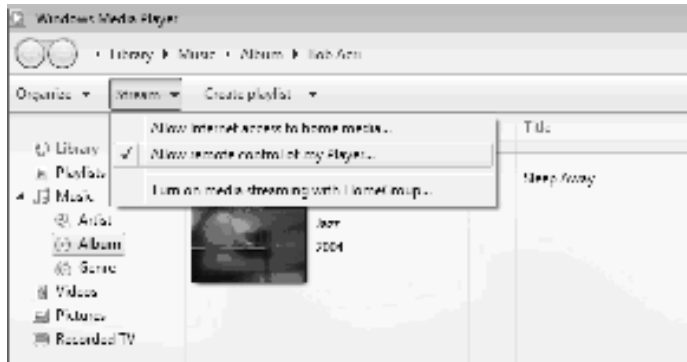 Windows Media Player
Library Music Album Bob Acri
Organize Stream Create playlist
Allow Internet access to home media...
Allow remote control of my Player...
Turn on media streaming with HomeGroup...
Title
Library
Playlists
Music
Artist
Album
Genre
Videos
Pictures
Recorded TV
Jazz
2004
Sleep Away